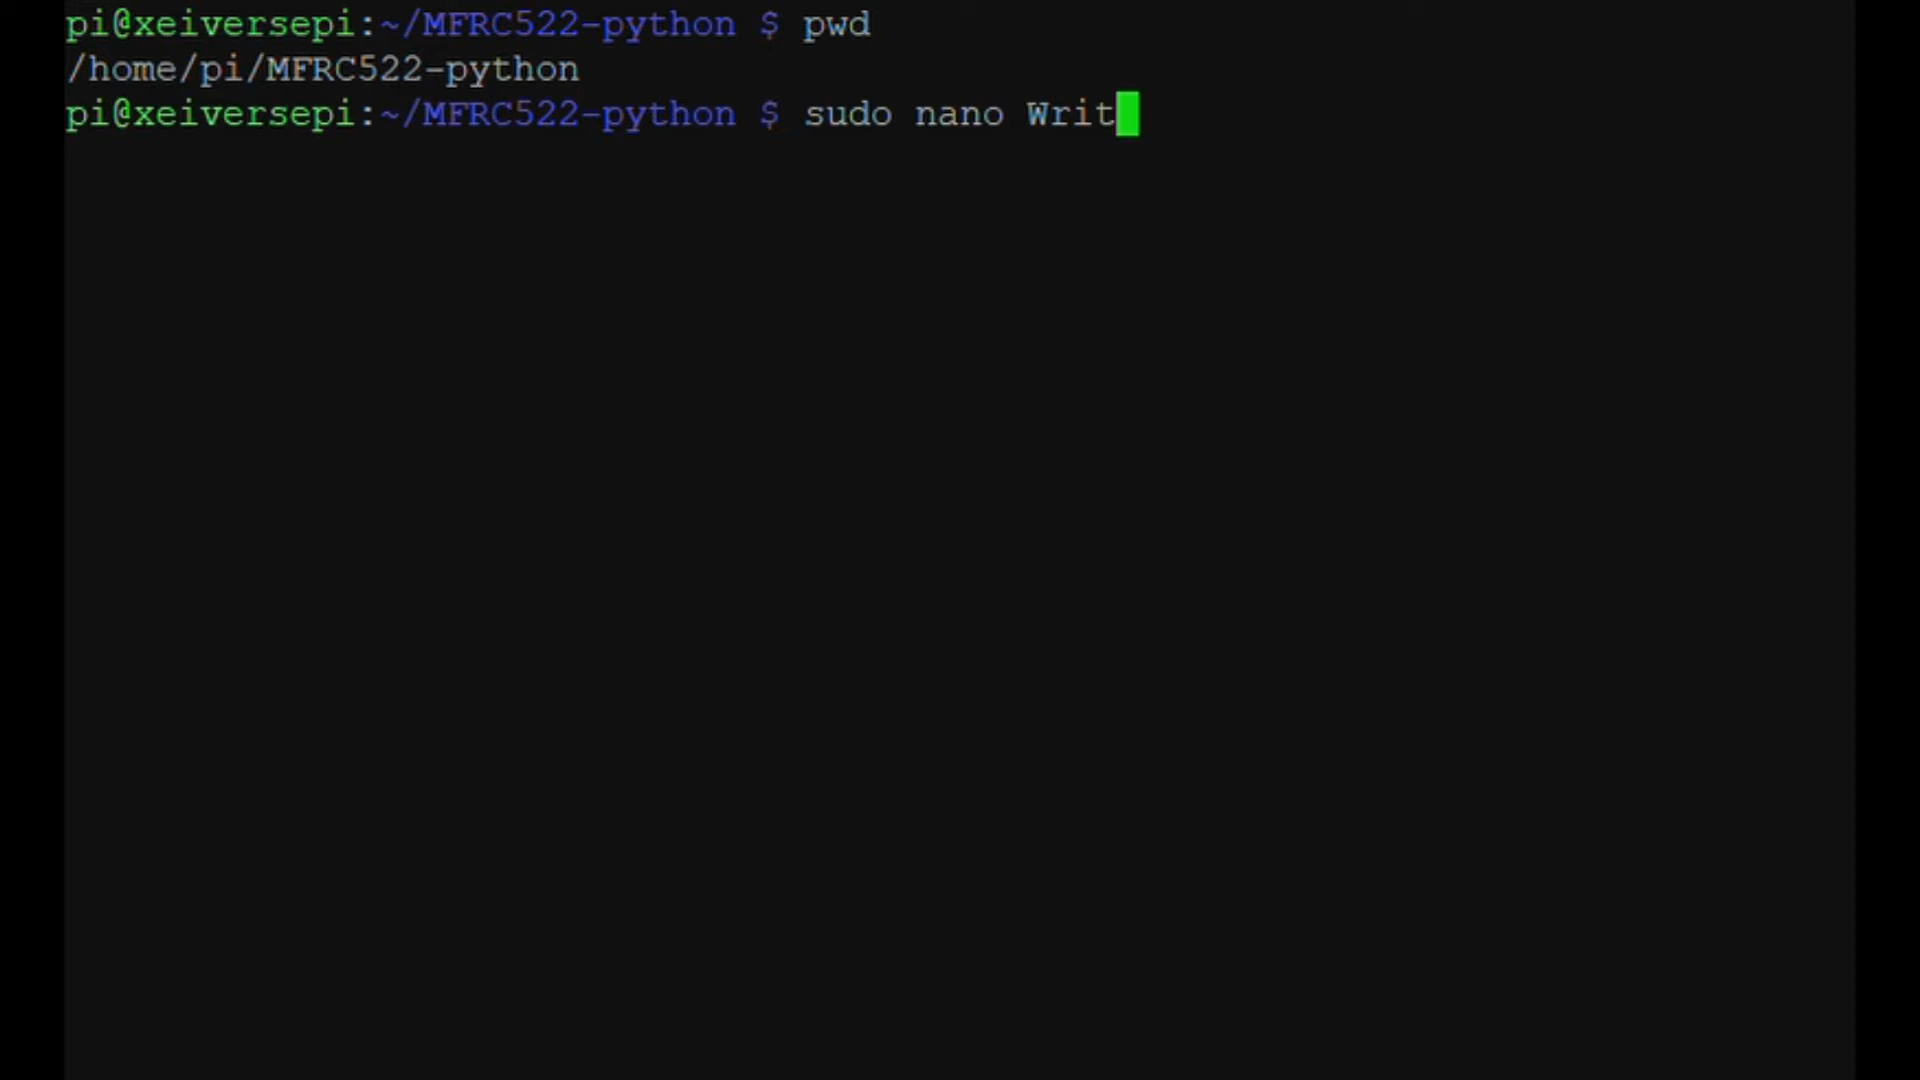 pi@xeiversepi:~/MFRC522-python $ pwd
/home/pi/MFRC522-python
pi@xeiversepi:~/MFRC522-python $ sudo nano Writ